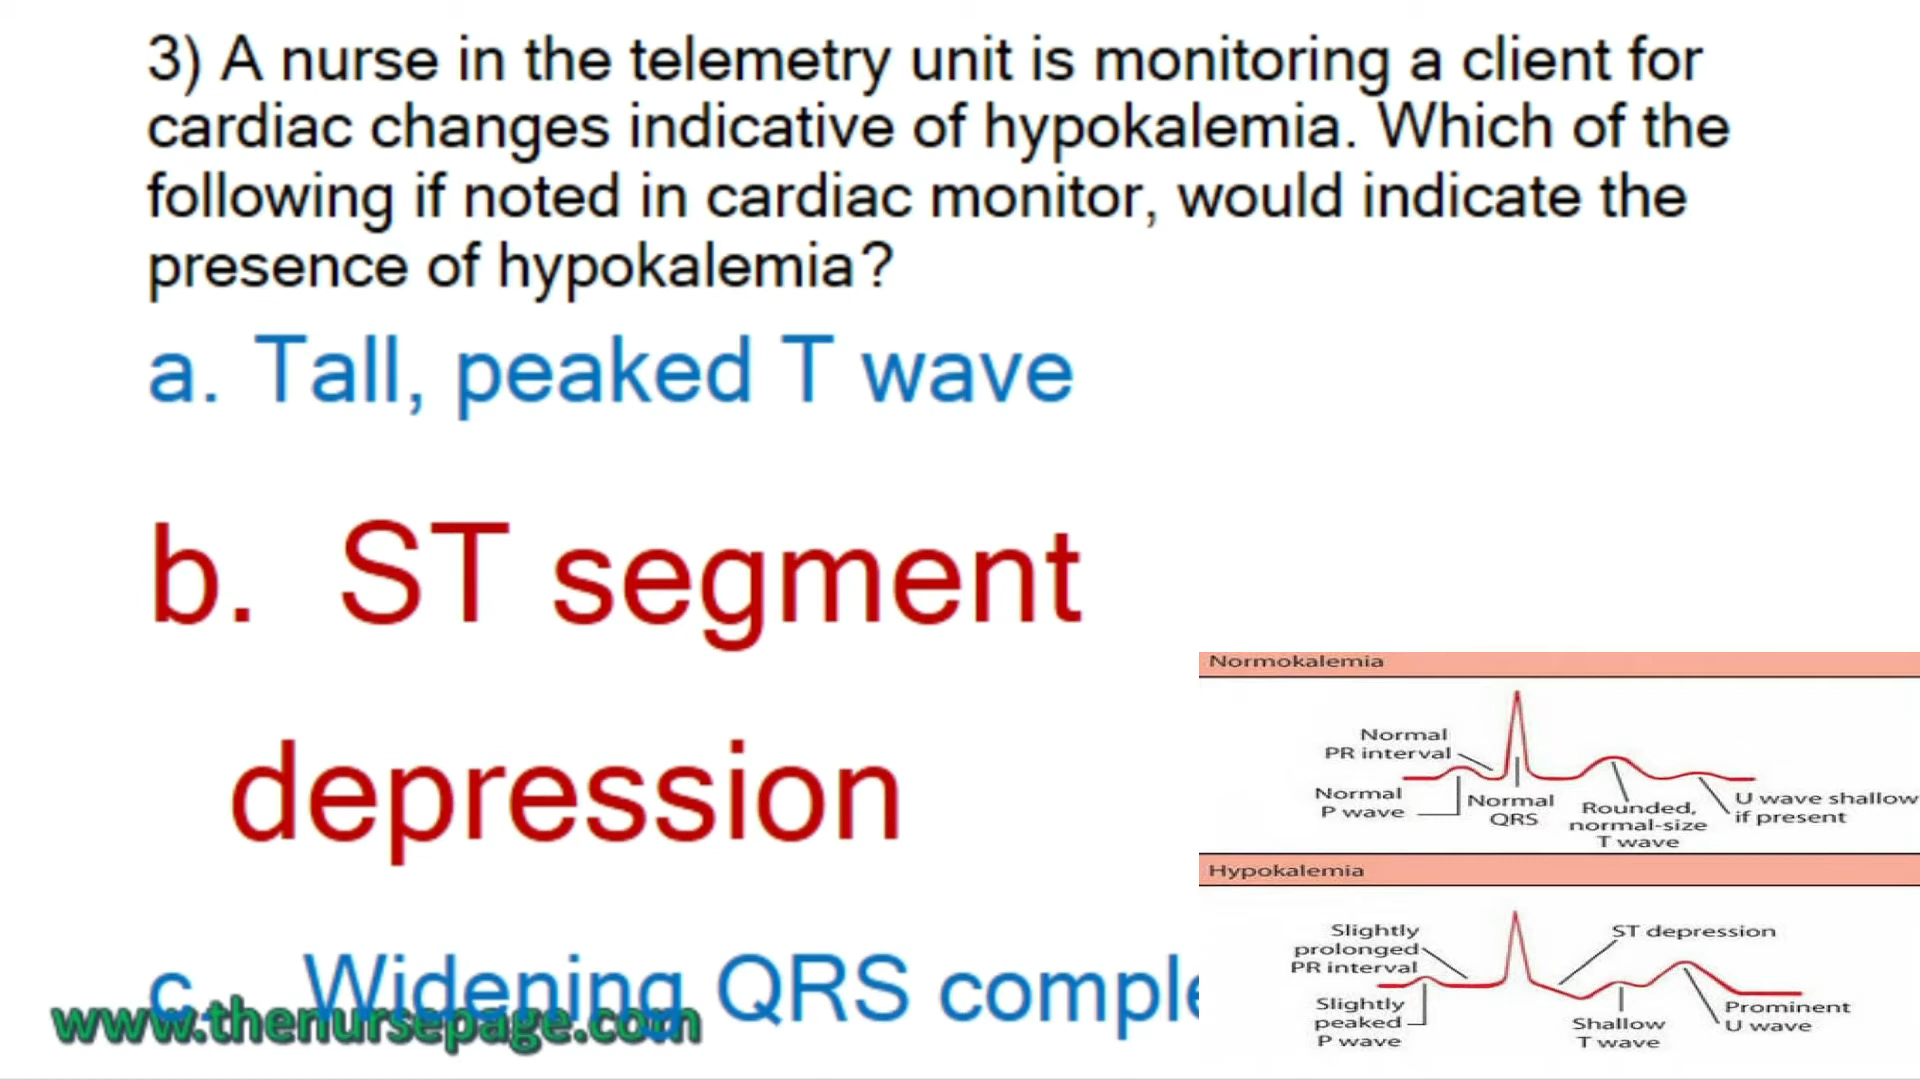 3) A nurse in the telemetry unit is monitoring a client for
cardiac changes indicative of hypokalemia. Which of the
following if noted in cardiac monitor, would indicate the
presence of hypokalemia?
a. Tall, peaked T wave
b. ST segment
depression
c. Widening QRS comple
www.thenursepage.com
Normokalemia
Normal
PR interval
Normal
P wave
Normal
QRS
Rounded,
normal-size
T wave
U wave shallow
if present
Hypokalemia
Slightly
prolonged
PR interval
Slightly
peaked
P wave
ST depression
Shallow
T wave
Prominent
U wave